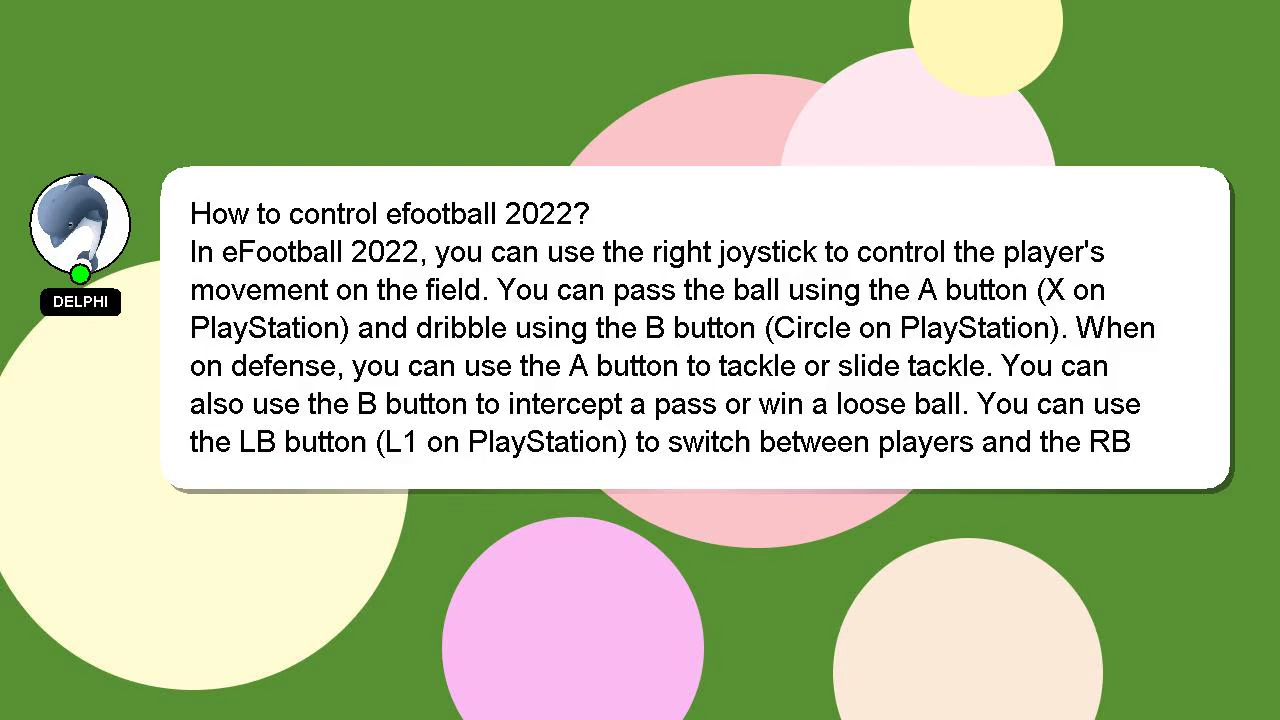 How to control efootball 2022?
In eFootball 2022, you can use the right joystick to control the player's
movement on the field. You can pass the ball using the A button (X on
PlayStation) and dribble using the B button (Circle on PlayStation). When
on defense, you can use the A button to tackle or slide tackle. You can
also use the B button to intercept a pass or win a loose ball. You can use
the LB button (L1 on PlayStation) to switch between players and the RB
DELPHI